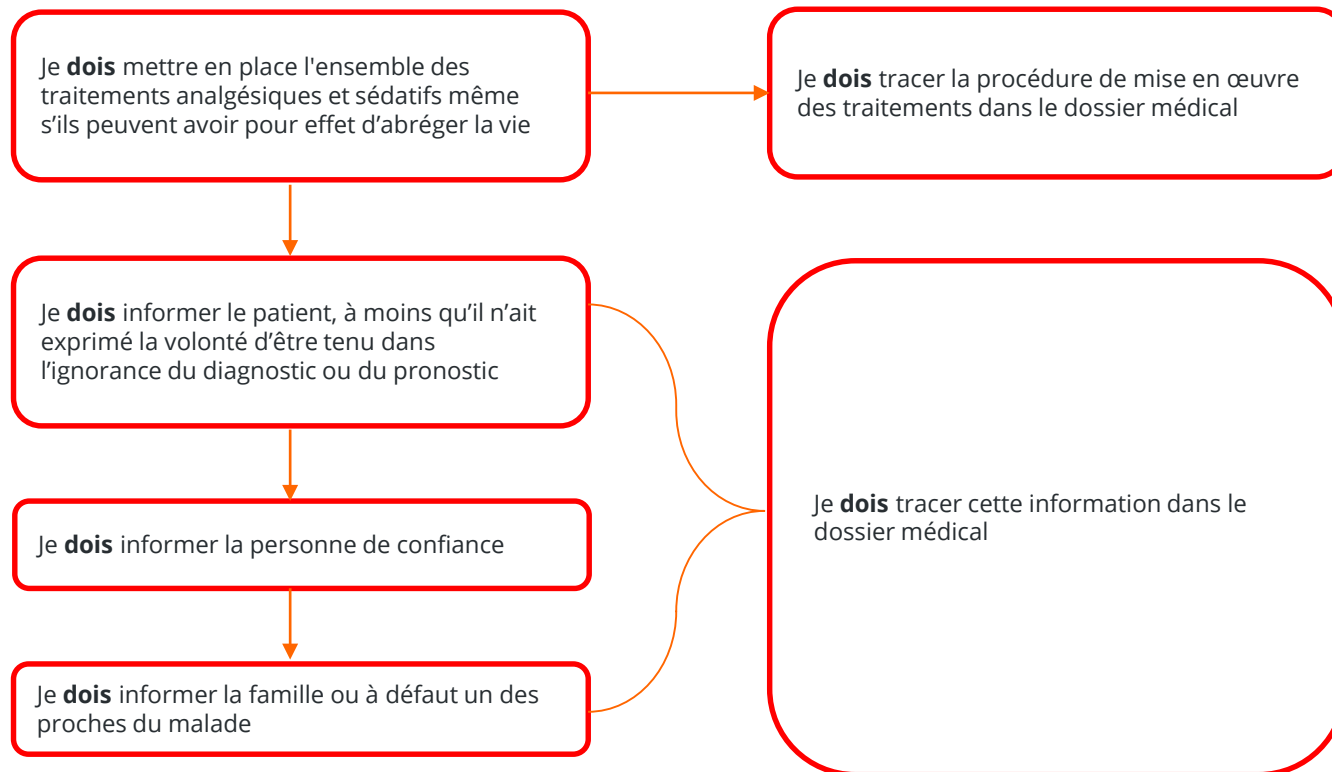 Je dois mettre en place l'ensemble des
traitements analgésiques et sédatifs même
s’ils peuvent avoir pour effet d’abréger la vie
Je dois tracer la procédure de mise en œuvre
des traitements dans le dossier médical
Je dois informer le patient, à moins qu’il n’ait
exprimé la volonté d’être tenu dans
l’ignorance du diagnostic ou du pronostic
Je dois informer la personne de confiance
Je dois informer la famille ou à défaut un des
proches du malade
Je dois tracer cette information dans le
dossier médical